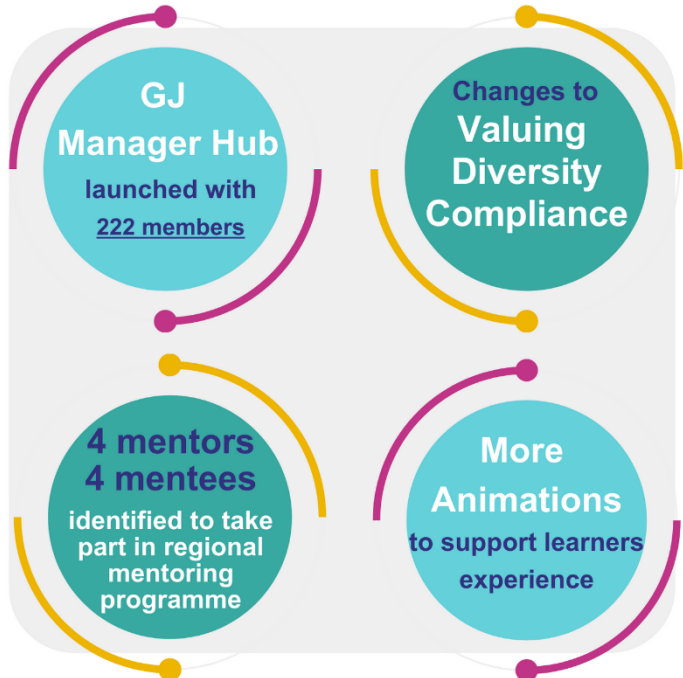 GJ
Manager Hub
launched with
222 members
Changes to
Valuing
Diversity
Compliance
4 mentors
4 mentees
identified to take
part in regional
mentoring
programme
More
Animations
to support learners
experience